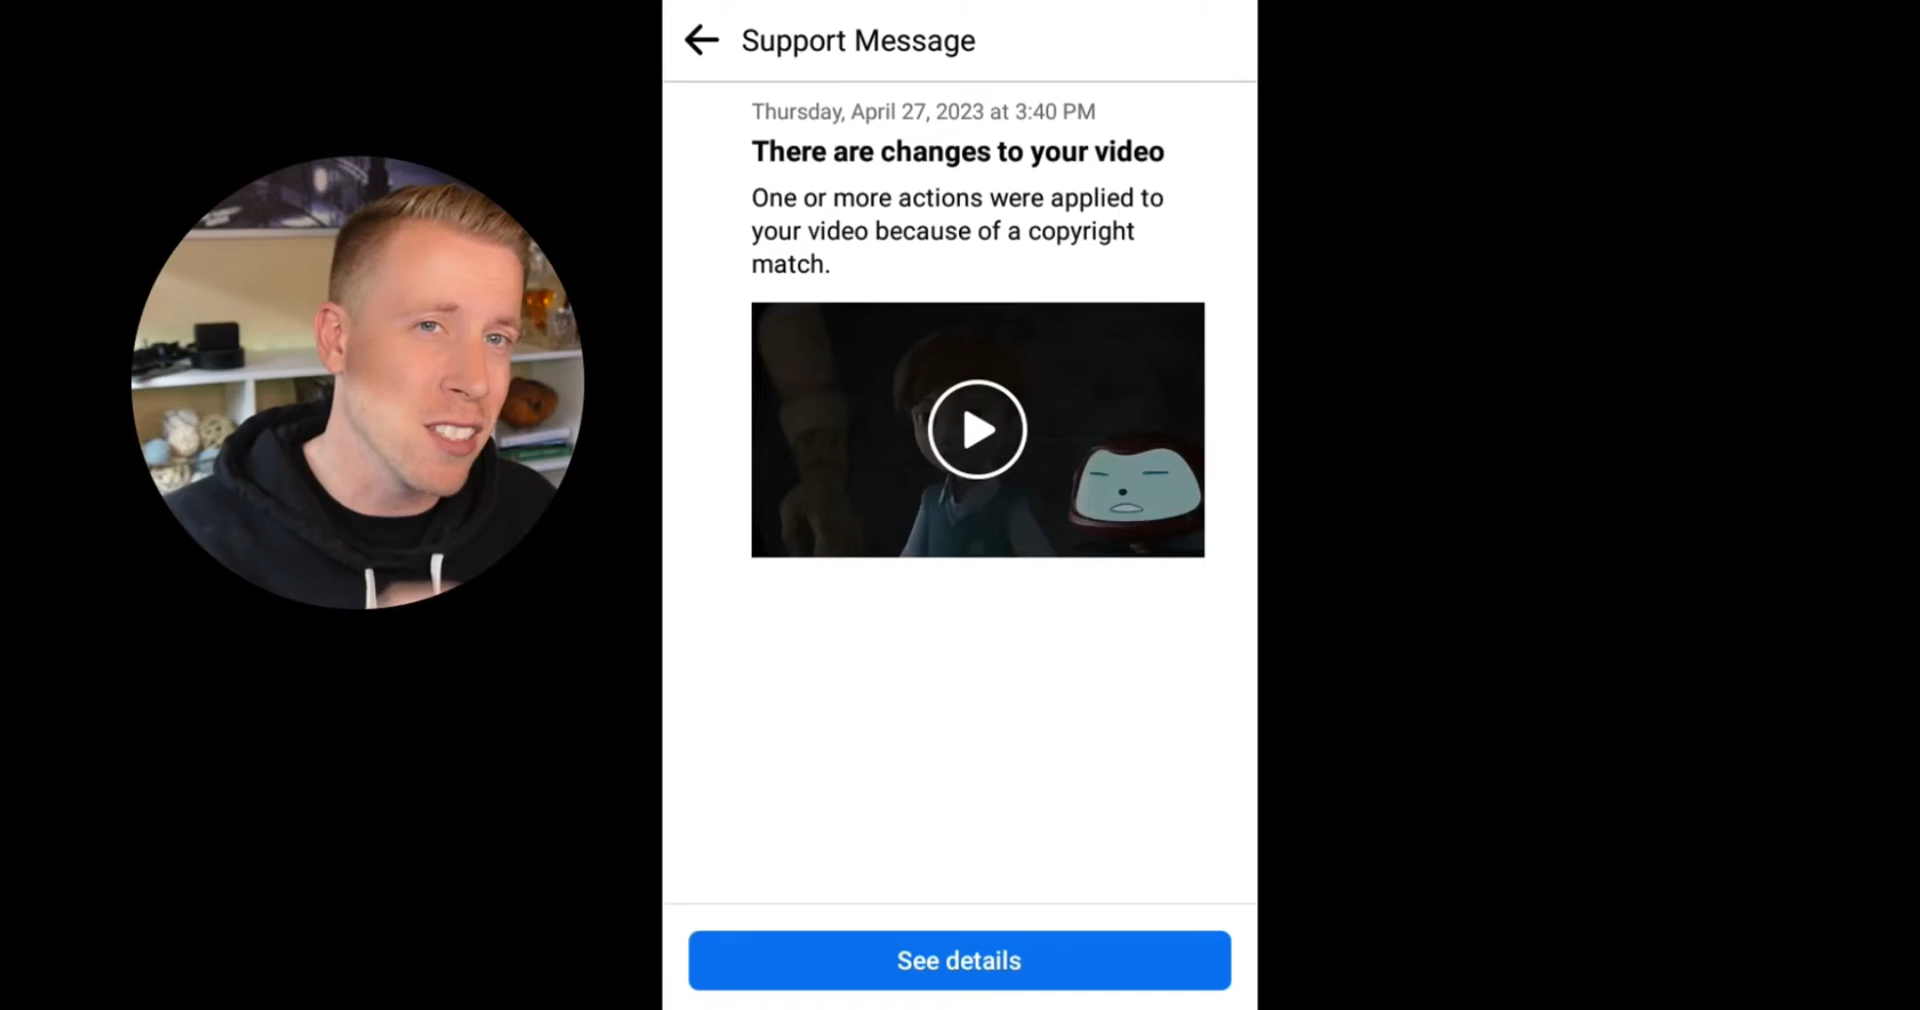 Support Message
Thursday, April 27, 2023 at 3:40 PM
There are changes to your video
One or more actions were applied to
your video because of a copyright
match.
See details